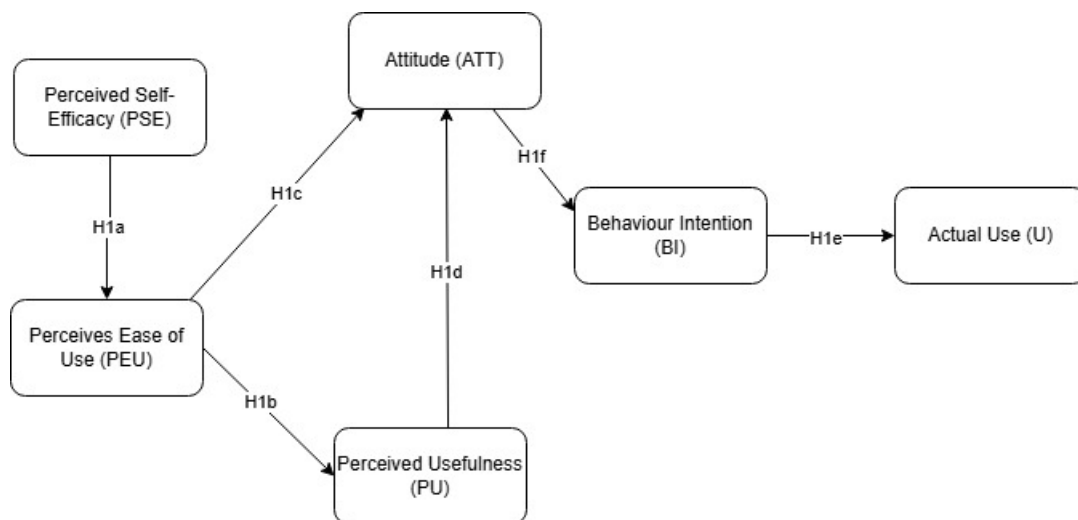 Attitude (ATT)
Perceived Self-
Efficacy (PSE)
H1f
H1c
Behaviour Intention
(BI)
H1e
Actual Use (U)
H1a
H1d
Perceives Ease of
Use (PEU)
H1b
Perceived Usefulness
(PU)